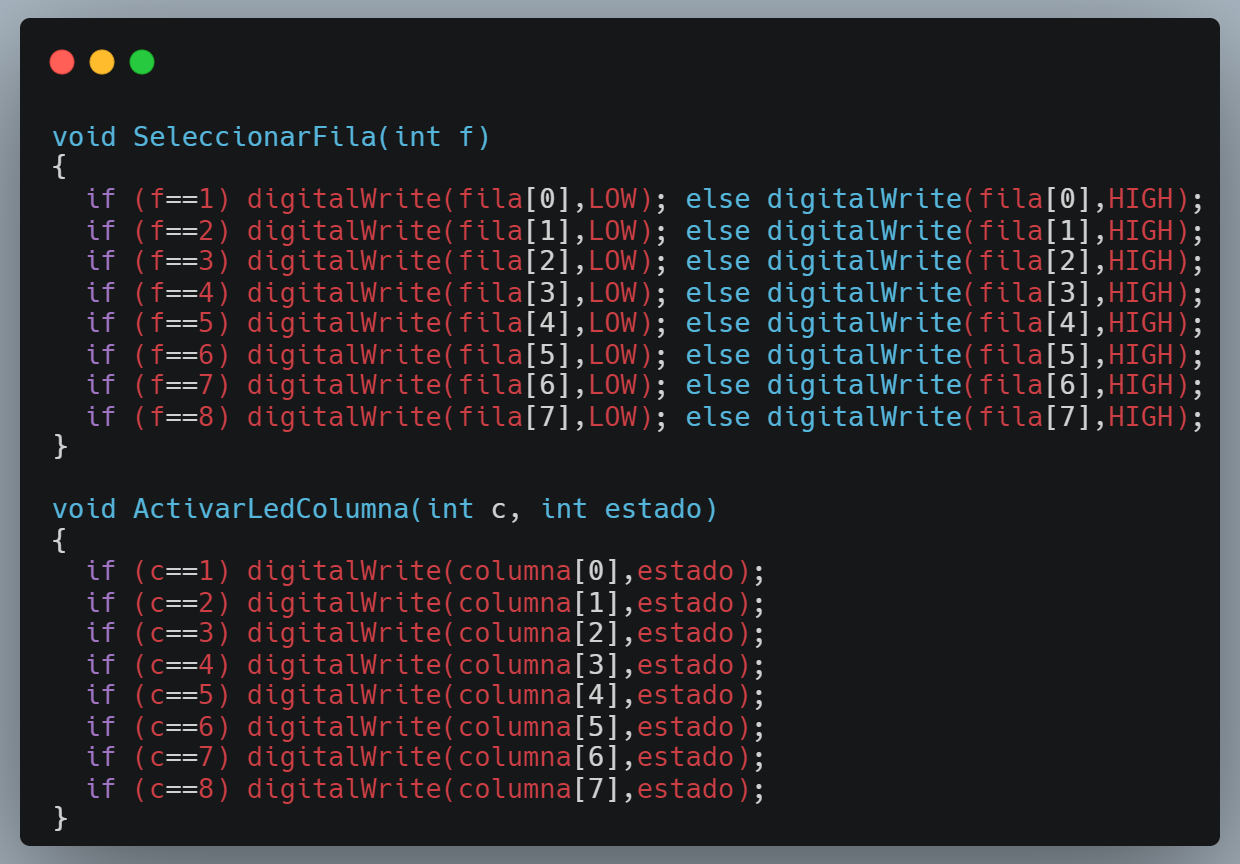 void SeleccionarFila(int f)
{
  if (f==1) digitalWrite(fila[0],LOW); else digitalWrite(fila[0],HIGH);
  if (f==2) digitalWrite(fila[1],LOW); else digitalWrite(fila[1],HIGH);
  if (f==3) digitalWrite(fila[2],LOW); else digitalWrite(fila[2],HIGH);
  if (f==4) digitalWrite(fila[3],LOW); else digitalWrite(fila[3],HIGH);
  if (f==5) digitalWrite(fila[4],LOW); else digitalWrite(fila[4],HIGH);
  if (f==6) digitalWrite(fila[5],LOW); else digitalWrite(fila[5],HIGH);
  if (f==7) digitalWrite(fila[6],LOW); else digitalWrite(fila[6],HIGH);
  if (f==8) digitalWrite(fila[7],LOW); else digitalWrite(fila[7],HIGH);
}

void ActivarLedColumna(int c, int estado)
{
  if (c==1) digitalWrite(columna[0],estado);
  if (c==2) digitalWrite(columna[1],estado);
  if (c==3) digitalWrite(columna[2],estado);
  if (c==4) digitalWrite(columna[3],estado);
  if (c==5) digitalWrite(columna[4],estado);
  if (c==6) digitalWrite(columna[5],estado);
  if (c==7) digitalWrite(columna[6],estado);
  if (c==8) digitalWrite(columna[7],estado);
}